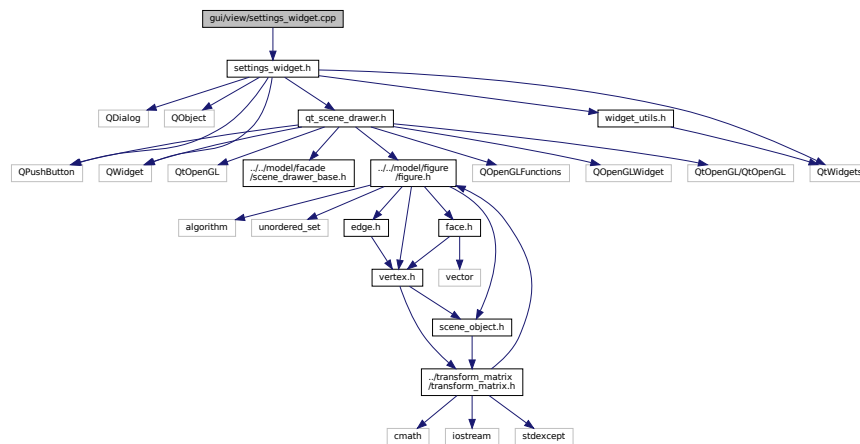 gui/view/settings_widget.cpp
settings_widget.h
QDialog
QObject
qt_scene_drawer.h
widget_utils.h
QPushButton
QWidget
QtOpenGL
../../model/facade
/scene_drawer_base.h
../../model/figure
/figure.h
QOpenGLFunctions
QOpenGLWidget
QtOpenGL/QtOpenGL
QtWidgets
algorithm
unordered_set
edge.h
face.h
vertex.h
vector
scene_object.h
../transform_matrix
/transform_matrix.h
cmath
iostream
stdexcept